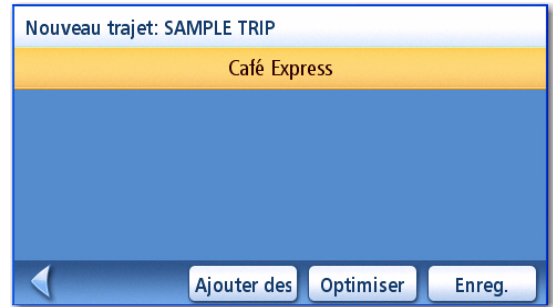 Nouveau trajet: SAMPLE TRIP
Café Express
Ajouter des Optimiser Enreg.